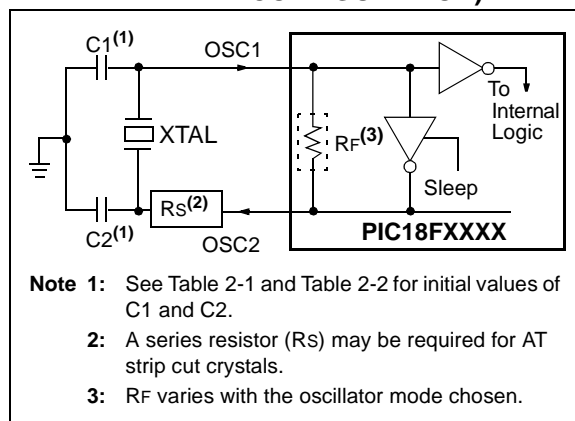 C1(1)
OSC1
To
Internal
Logic
XTAL
RF(3)
Sleep
RS(2)
C2(1)
OSC2
PIC18FXXXX
Note 1: See Table 2-1 and Table 2-2 for initial values of
C1 and C2.
2: A series resistor (RS) may be required for AT
strip cut crystals.
3: RF varies with the oscillator mode chosen.